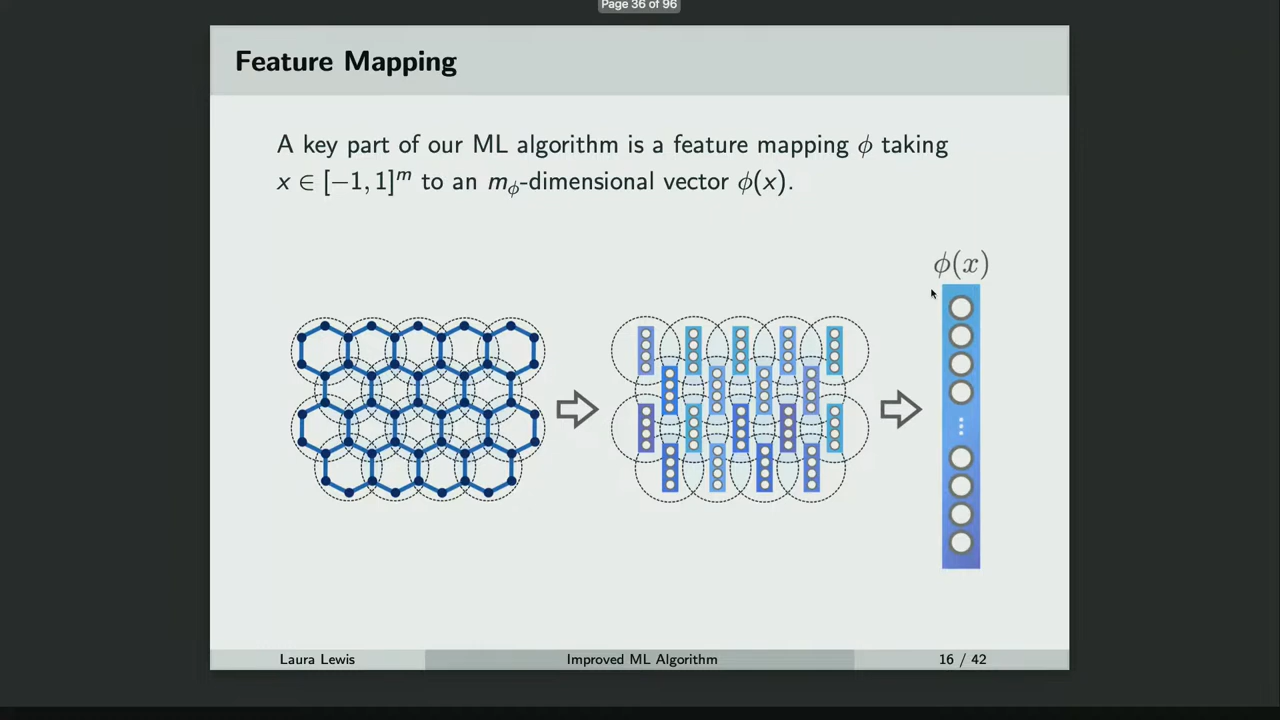 Page 36 of 96
Feature Mapping
A key part of our ML algorithm is a feature mapping ϕ taking
x ∈ [−1, 1]ᵐ to an m_ϕ-dimensional vector ϕ(x).
ϕ(x)
...
Laura Lewis
Improved ML Algorithm
16 / 42